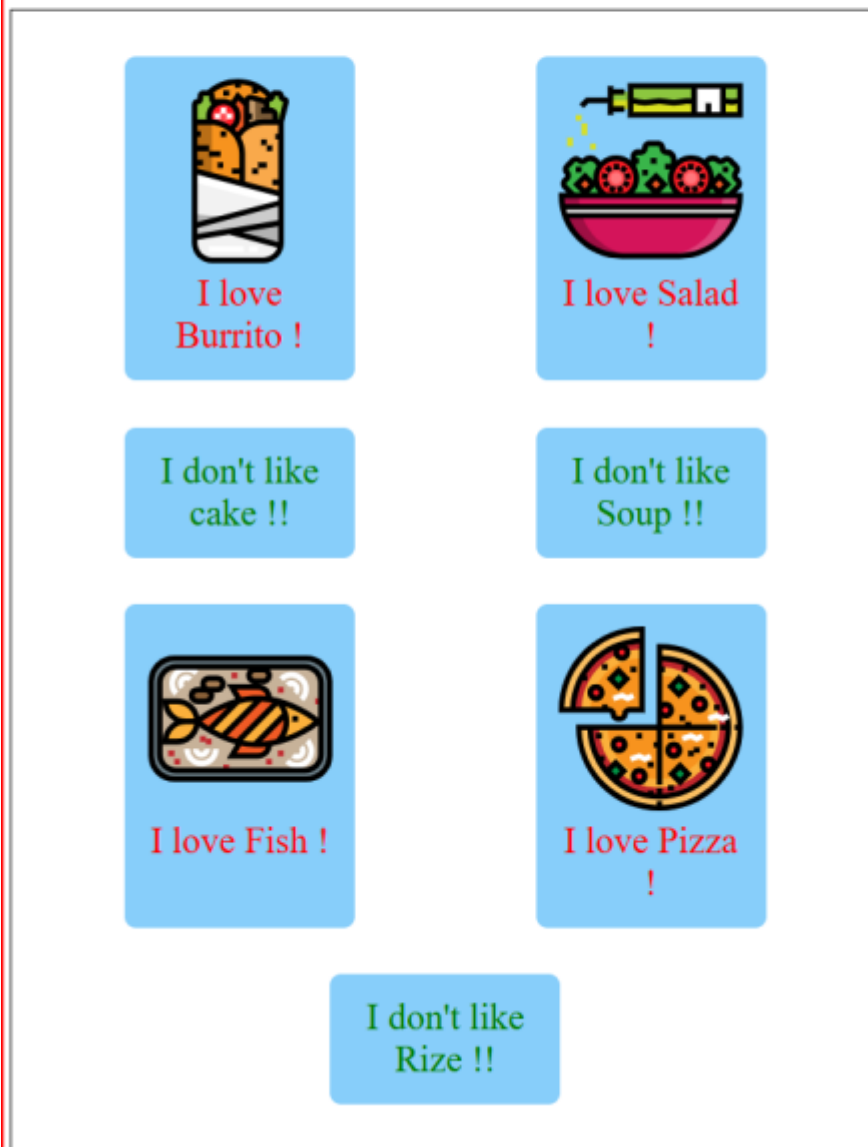 I love
Burrito !
I love Salad
!
I don't like
cake !!
I don't like
Soup !!
I love Fish !
I love Pizza
!
I don't like
Rize !!